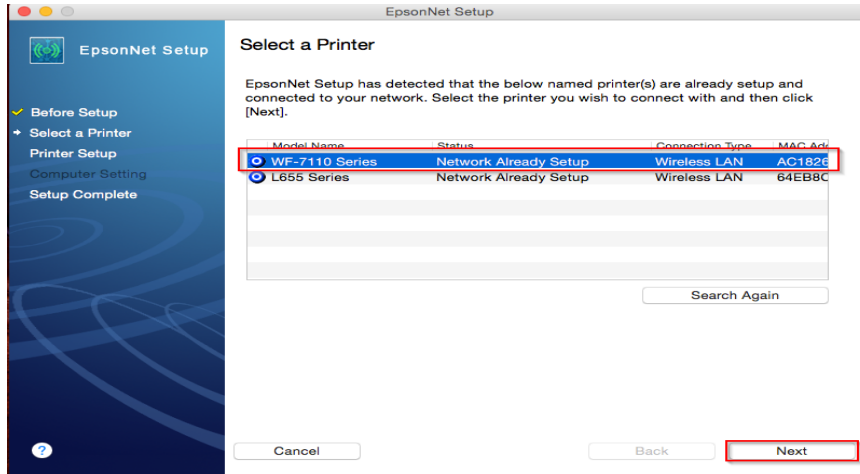 EpsonNet Setup
EpsonNet Setup
Before Setup
Select a Printer
Printer Setup
Computer Setting
Setup Complete
Select a Printer
EpsonNet Setup has detected that the below named printer(s) are already setup and
connected to your network. Select the printer you wish to connect with and then click
[Next].
Model Name Status Connection Type MAC Add
WF-7110 Series Network Already Setup Wireless LAN AC1826
L655 Series Network Already Setup Wireless LAN 64EB8C
Search Again
?
Cancel Back Next